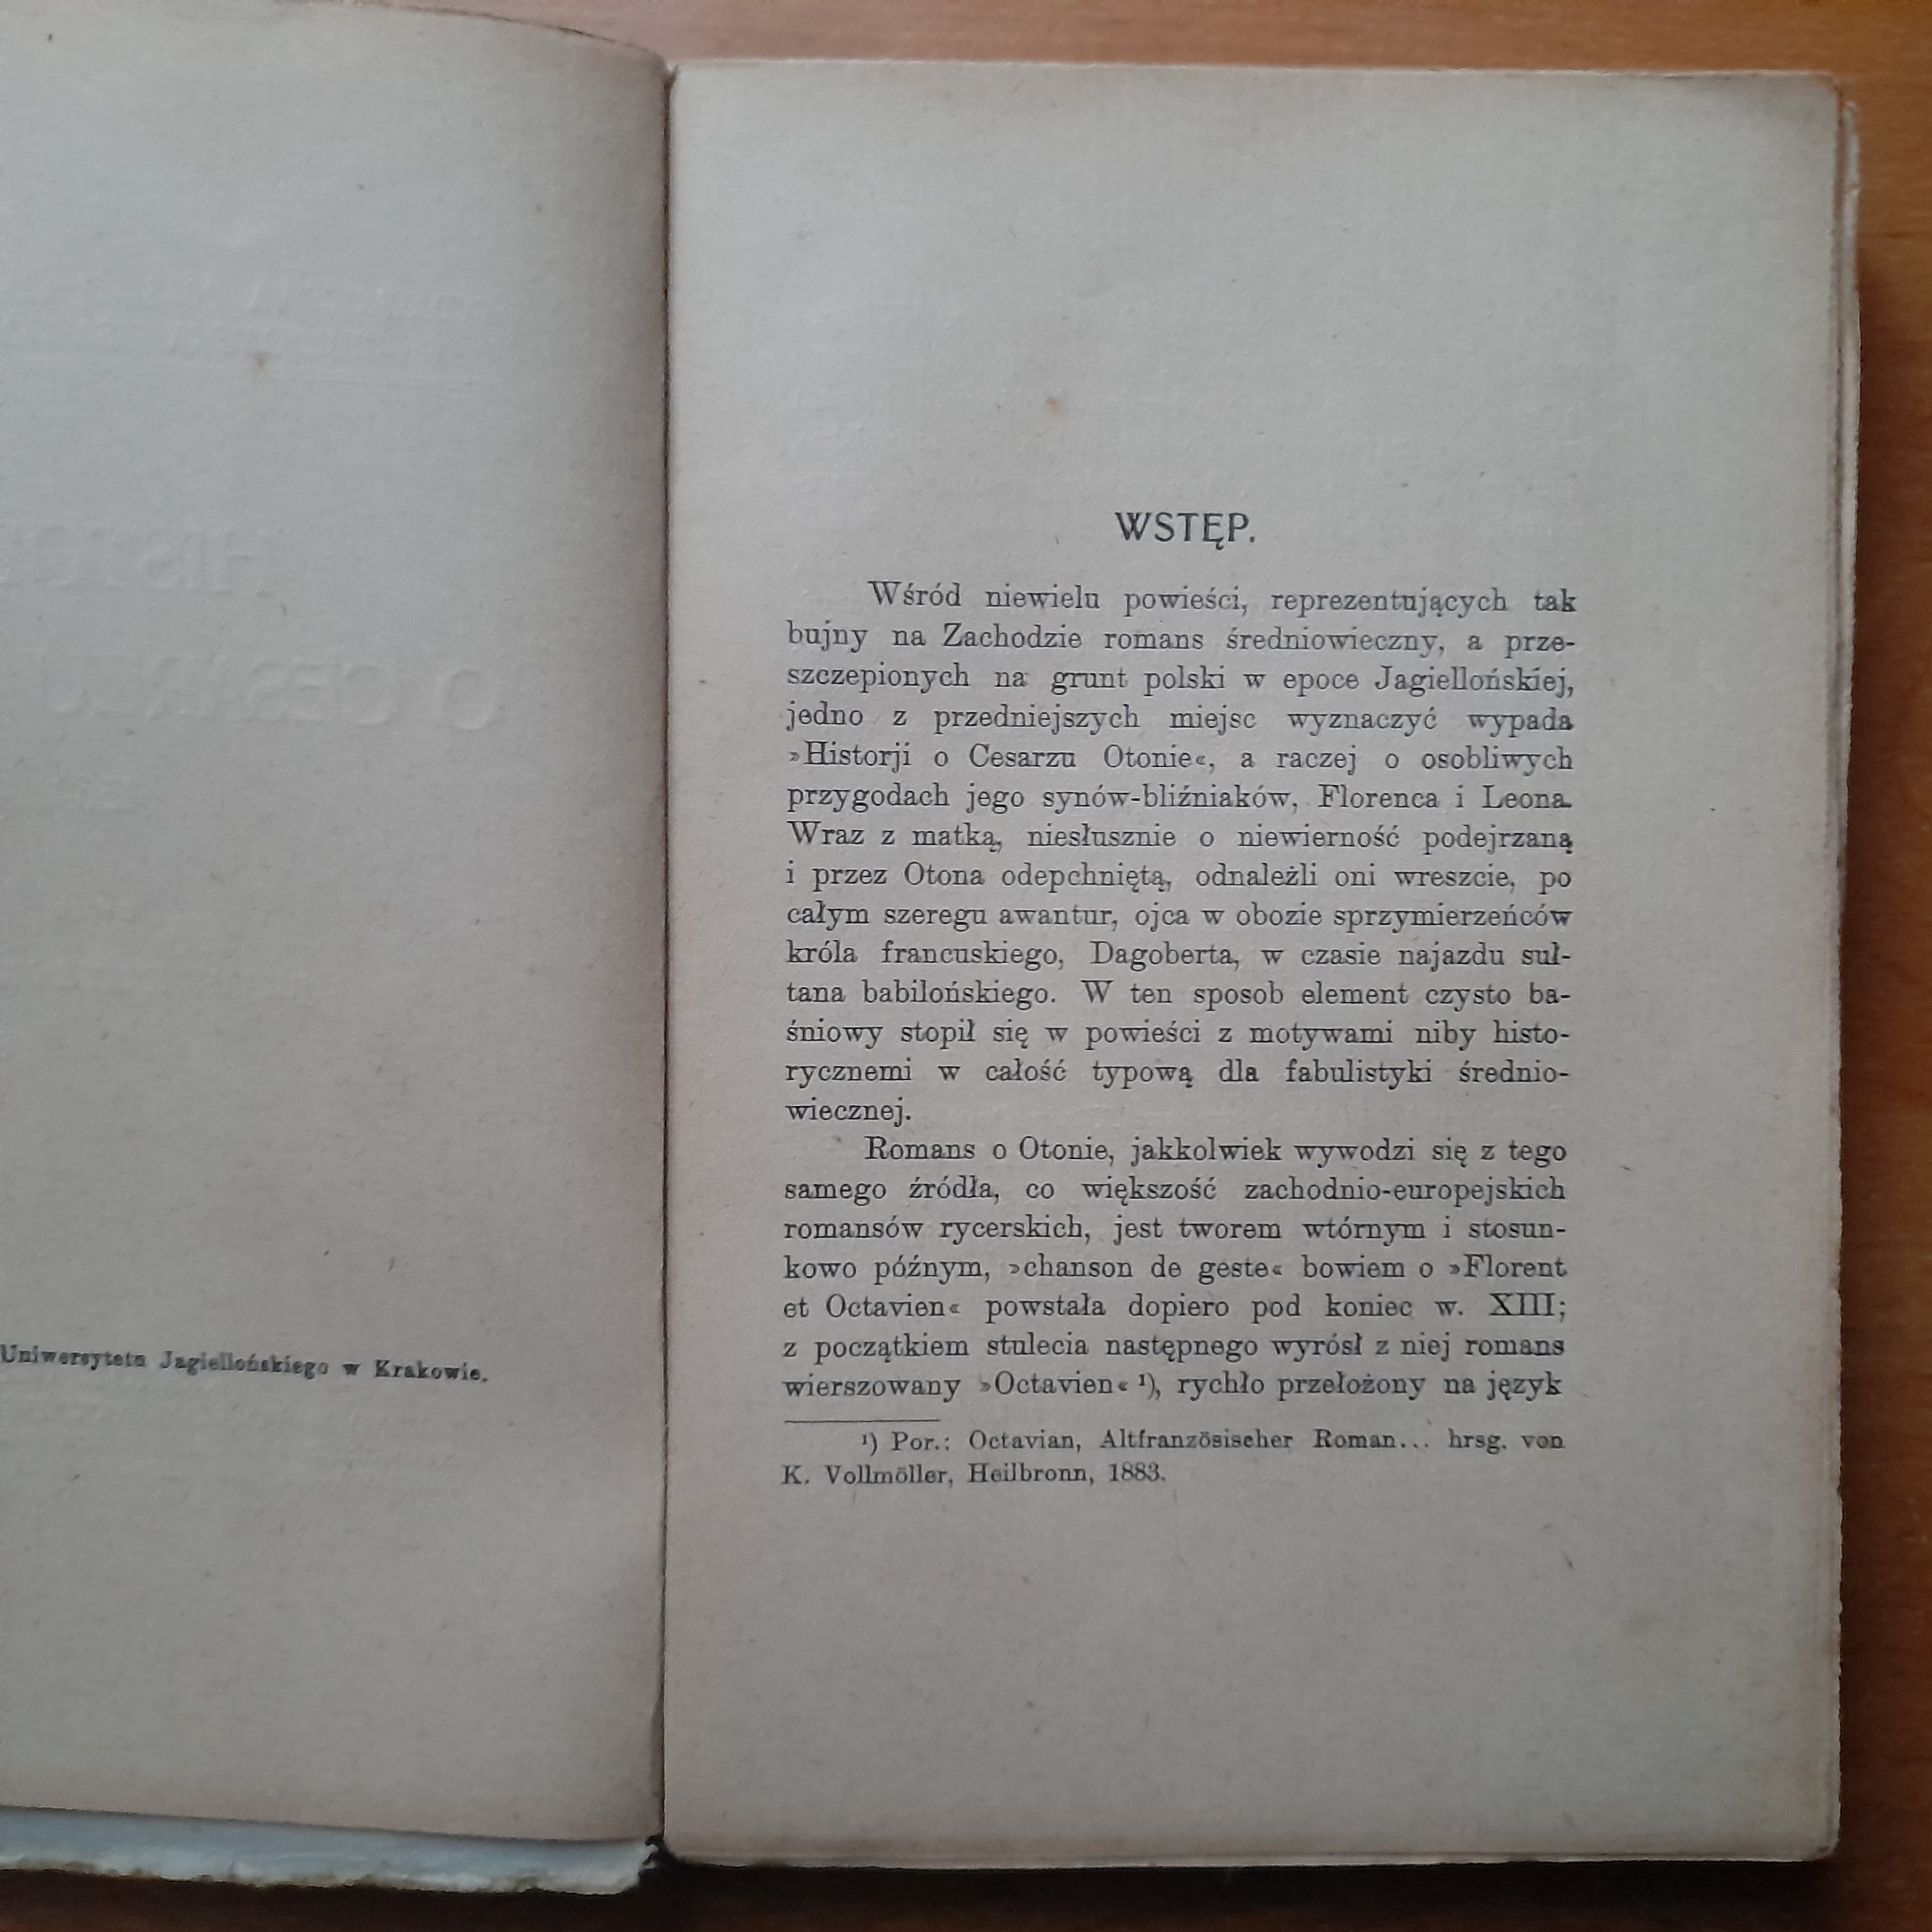 Uniwersytetu Jagiellońskiego w Krakowie.
WSTĘP.
Wśród niewielu powieści, reprezentujących tak
bujny na Zachodzie romans średniowieczny, a prze-
szczepionych na grunt polski w epoce Jagiellońskiej,
jedno z przedniejszych miejsc wyznaczyć wypada
»Historji o Cesarzu Otonie«, a raczej o osobliwych
przygodach jego synów-bliźniaków, Florenca i Leona.
Wraz z matką, niesłusznie o niewierność podejrzaną
i przez Otona odepchniętą, odnależli oni wreszcie, po
całym szeregu awantur, ojca w obozie sprzymierzeńców
króla francuskiego, Dagoberta, w czasie najazdu suł-
tana babilońskiego. W ten sposob element czysto ba-
śniowy stopił się w powieści z motywami niby histo-
rycznemi w całość typową dla fabulistyki średnio-
wiecznej.
Romans o Otonie, jakkolwiek wywodzi się z tego
samego źródła, co większość zachodnio-europejskich
romansów rycerskich, jest tworem wtórnym i stosun-
kowo późnym, »chanson de geste« bowiem o »Florent
et Octavien« powstała dopiero pod koniec w. XIII;
z początkiem stulecia następnego wyrósł z niej romans
wierszowany »Octavien« ¹), rychło przełożony na język
¹) Por.: Octavian, Altfranzösischer Roman... hrsg. von
K. Vollmöller, Heilbronn, 1883.